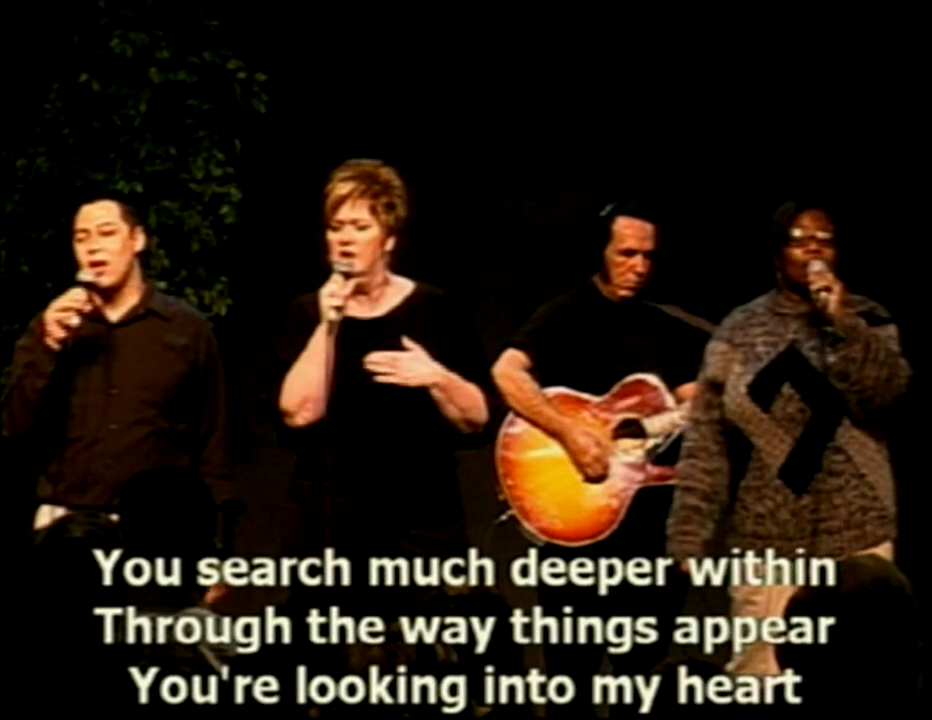 You search much deeper within
Through the way things appear
You're looking into my heart